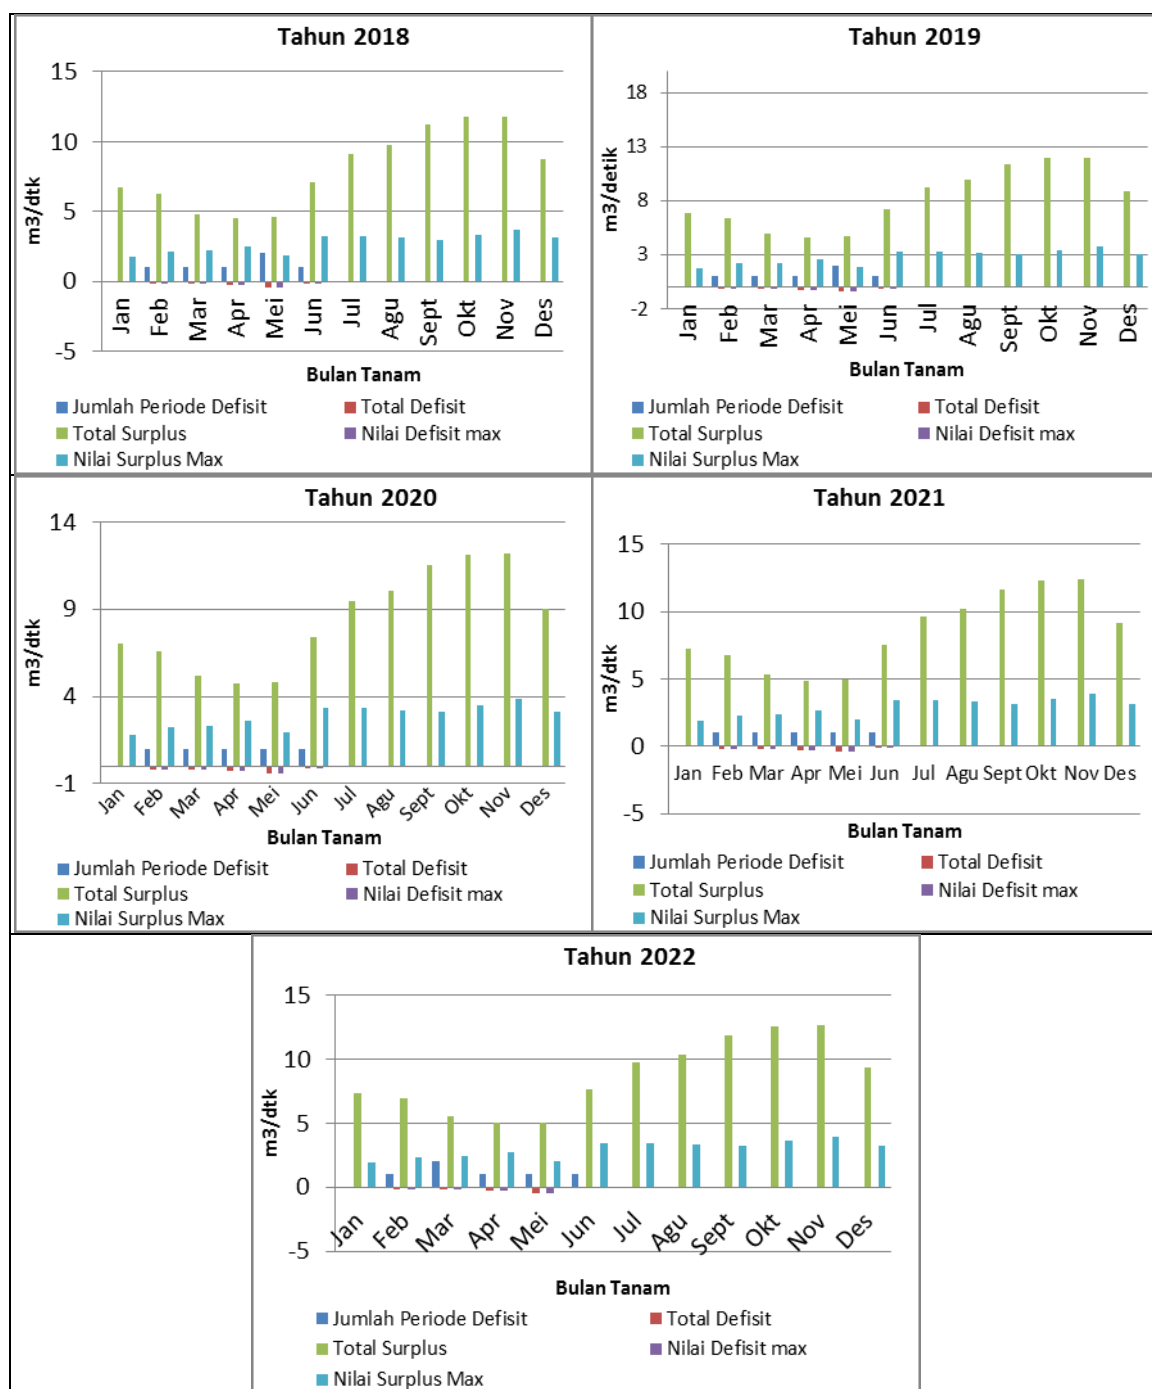 Tahun 2018
15
10
5
0
-5
m3/dtk
Jan Feb Mar Apr Mei Jun Jul Agu Sept Okt Nov Des
Bulan Tanam
Jumlah Periode Defisit Total Defisit
Total Surplus Nilai Defisit max
Nilai Surplus Max
Tahun 2019
18
13
8
3
-2
m3/detik
Jan Feb Mar Apr Mei Jun Jul Agu Sept Okt Nov Des
Bulan Tanam
Jumlah Periode Defisit Total Defisit
Total Surplus Nilai Defisit max
Nilai Surplus Max
Tahun 2020
14
9
4
-1
m3/dtk
Jan Feb Mar Apr Mei Jun Jul Agu Sept Okt Nov Des
Bulan Tanam
Jumlah Periode Defisit Total Defisit
Total Surplus Nilai Defisit max
Nilai Surplus Max
Tahun 2021
15
10
5
0
-5
m3/dtk
Jan Feb Mar Apr Mei Jun Jul Agu Sept Okt Nov Des
Bulan Tanam
Jumlah Periode Defisit Total Defisit
Total Surplus Nilai Defisit max
Nilai Surplus Max
Tahun 2022
15
10
5
0
-5
m3/dtk
Jan Feb Mar Apr Mei Jun Jul Agu Sept Okt Nov Des
Bulan Tanam
Jumlah Periode Defisit Total Defisit
Total Surplus Nilai Defisit max
Nilai Surplus Max